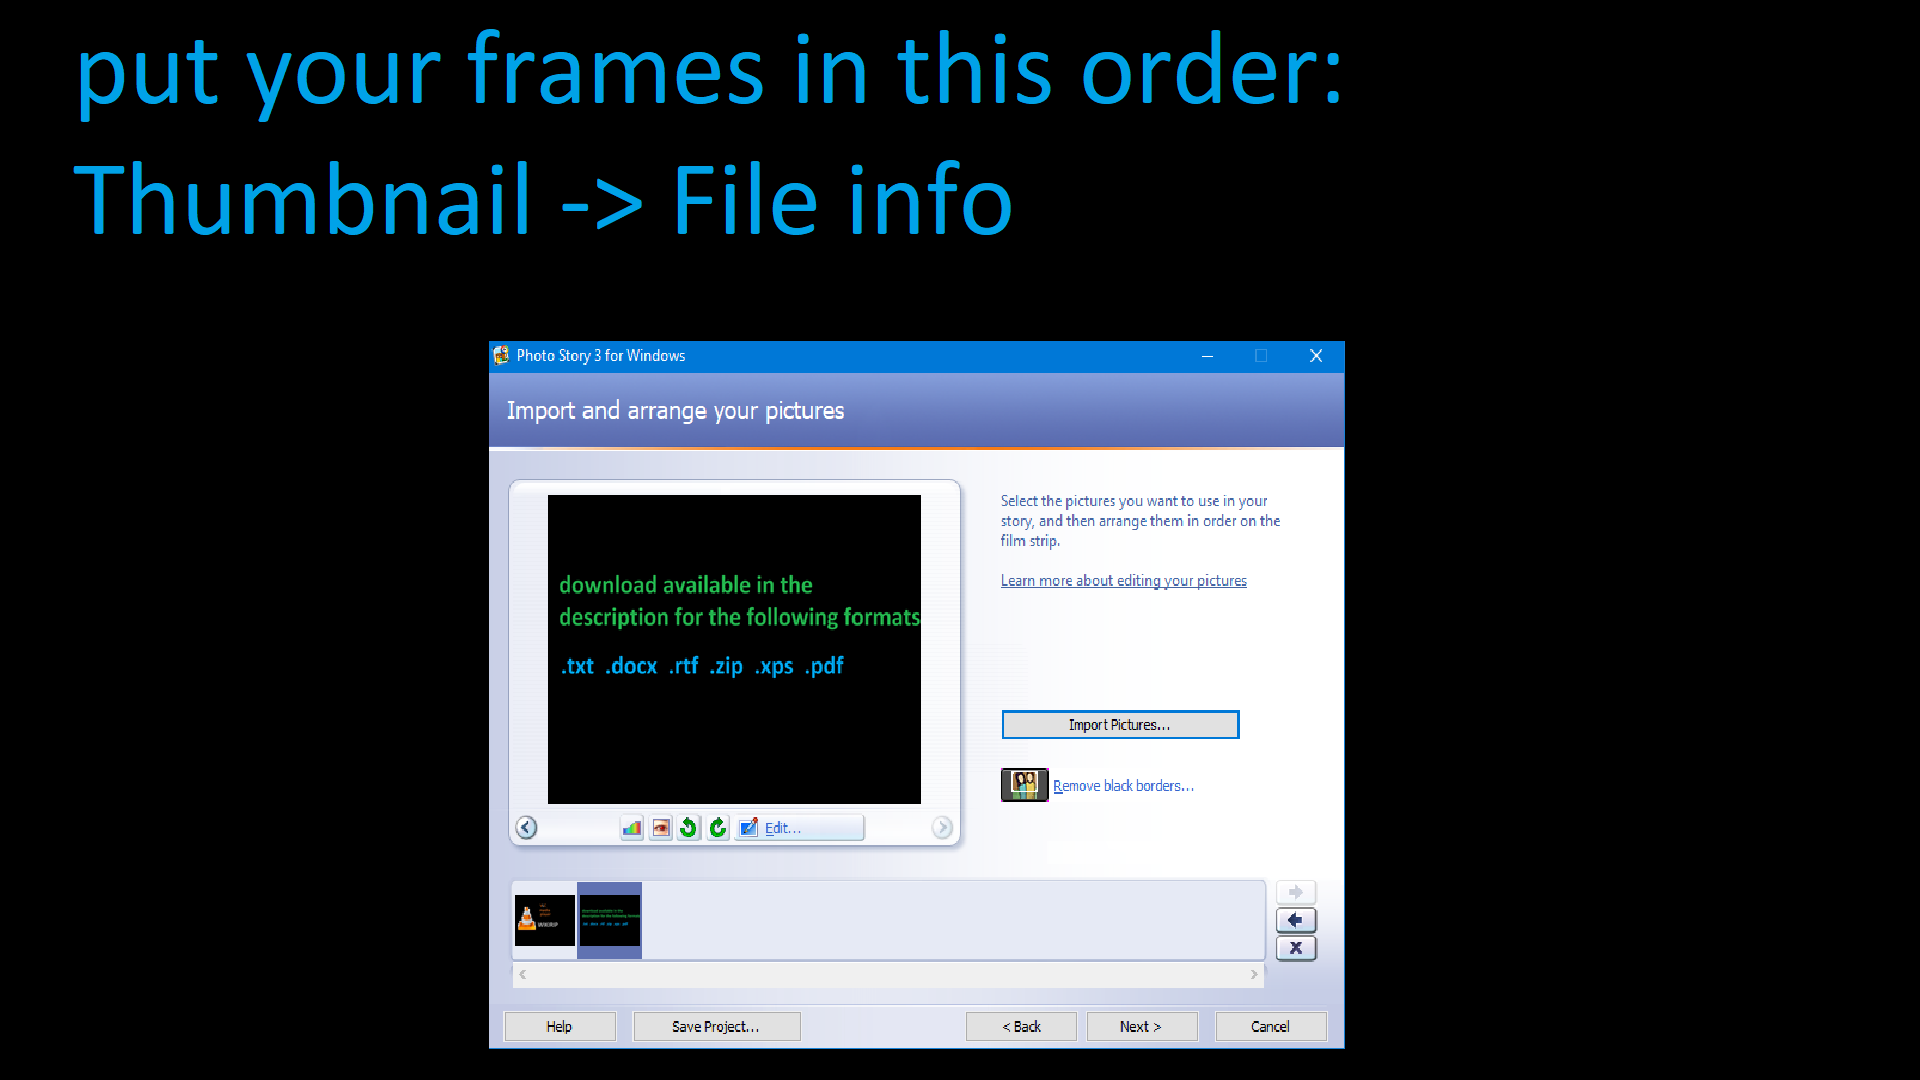 put your frames in this order:
Thumbnail -> File info
Photo Story 3 for Windows
Import and arrange your pictures
download available in the
description for the following formats
.txt .docx .rtf .zip .xps .pdf
Select the pictures you want to use in your
story, and then arrange them in order on the
film strip.
Learn more about editing your pictures
Import Pictures...
Remove black borders...
Edit...
Help
Save Project...
< Back
Next >
Cancel